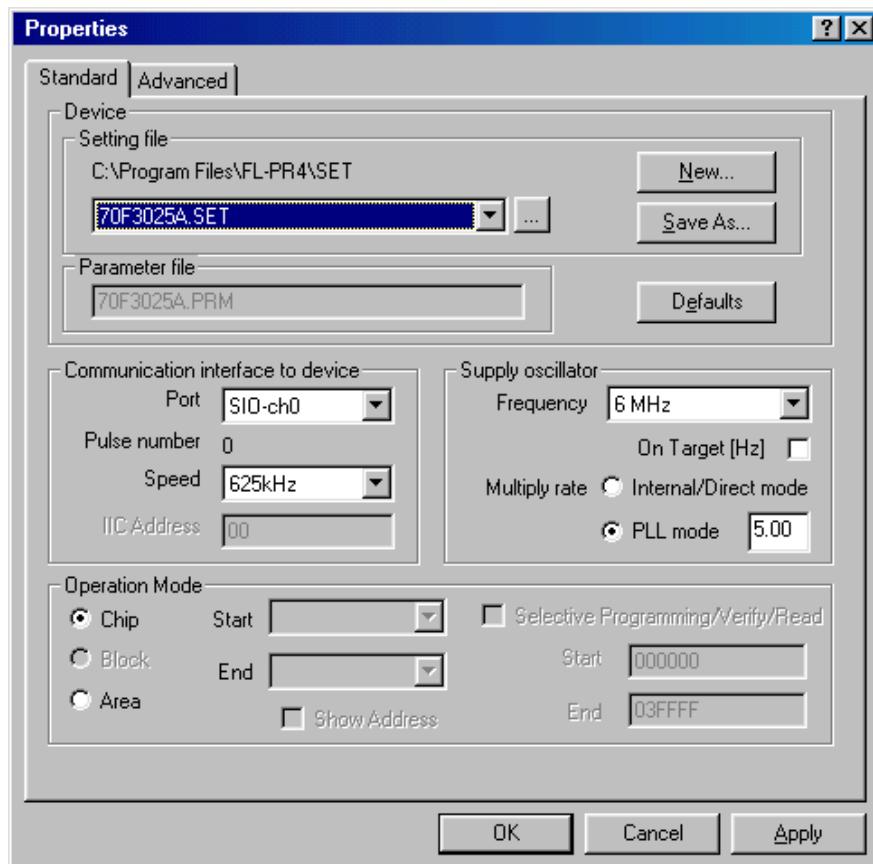 Properties
Standard Advanced
Device
Setting file
C:\Program Files\FL-PR4\SET
New...
70F3025A.SET ...
Save As...
Parameter file
70F3025A.PRM
Defaults
Communication interface to device
Port SIO-ch0
Pulse number 0
Speed 625kHz
IIC Address 00
Supply oscillator
Frequency 6 MHz
On Target [Hz]
Multiply rate Internal/Direct mode
PLL mode 5.00
Operation Mode
Chip
Block
Area
Start
End
Show Address
Selective Programming/Verify/Read
Start 000000
End 03FFFF
OK Cancel Apply